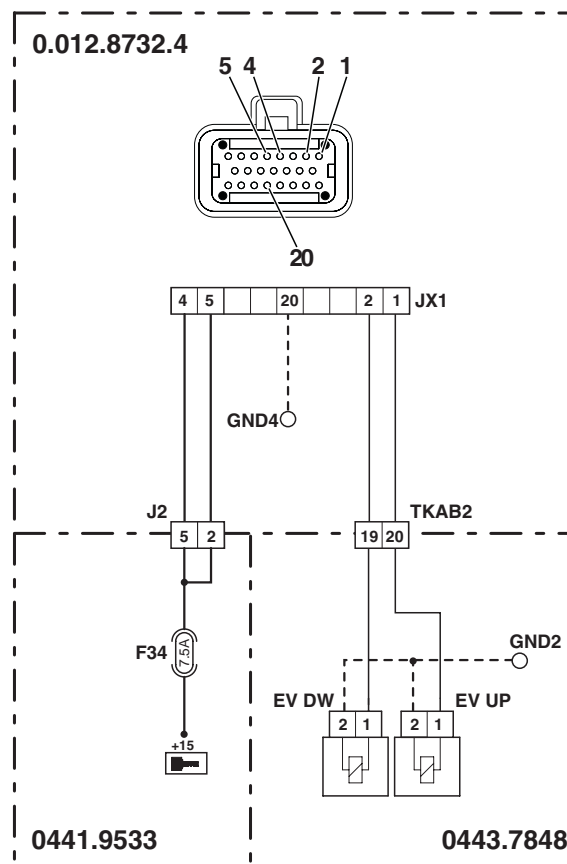 0.012.8732.4
5 4 2 1
20
4 5 20 2 1 JX1
GND4
J2 TKAB2
5 2 19 20
F34 7.5A
GND2
EV DW EV UP
2 1 2 1
+15
0441.9533 0443.7848